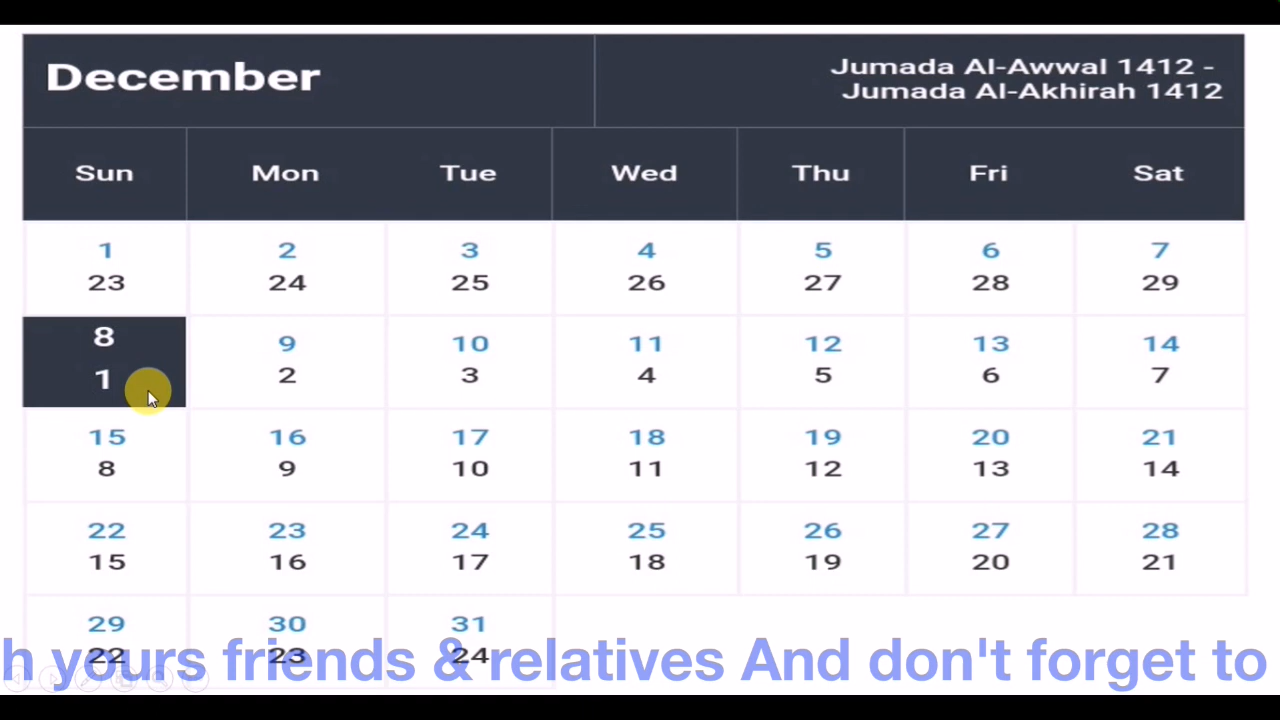 December
Jumada Al-Awwal 1412 -
Jumada Al-Akhirah 1412
Sun Mon Tue Wed Thu Fri Sat
1 2 3 4 5 6 7
23 24 25 26 27 28 29
8 9 10 11 12 13 14
1 2 3 4 5 6 7
15 16 17 18 19 20 21
8 9 10 11 12 13 14
22 23 24 25 26 27 28
15 16 17 18 19 20 21
29 30 31
22 23 24
h yours friends & relatives And don't forget to